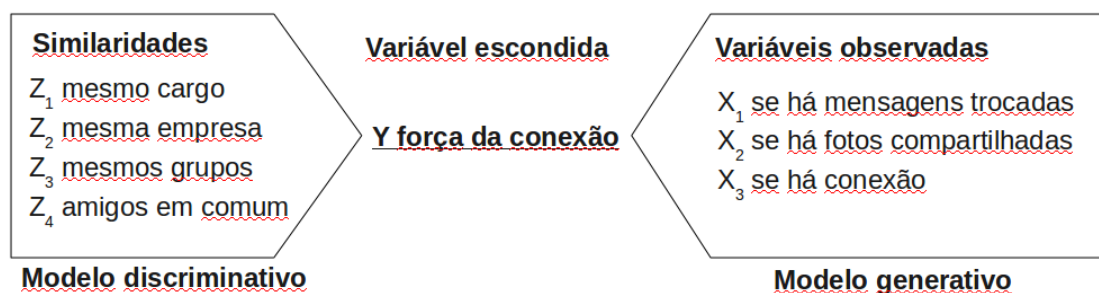 Similaridades
Z1 mesmo cargo
Z2 mesma empresa
Z3 mesmos grupos
Z4 amigos em comum
Modelo discriminativo
Variável escondida
Y força da conexão
Variáveis observadas
X1 se há mensagens trocadas
X2 se há fotos compartilhadas
X3 se há conexão
Modelo generativo